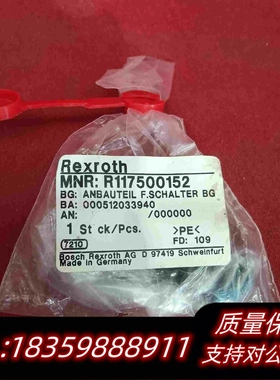 Rexroth
MNR: R117500152
BG: ANBAUTEIL F.SCHALTER BG
BA: 000512033940
AN: /000000
1 St ck/Pcs. >PE<
7210 FD: 109
Bosch Rexroth AG D 97419 Schweinfurt
Made in Germany
质量保
:18359888911 支持对公